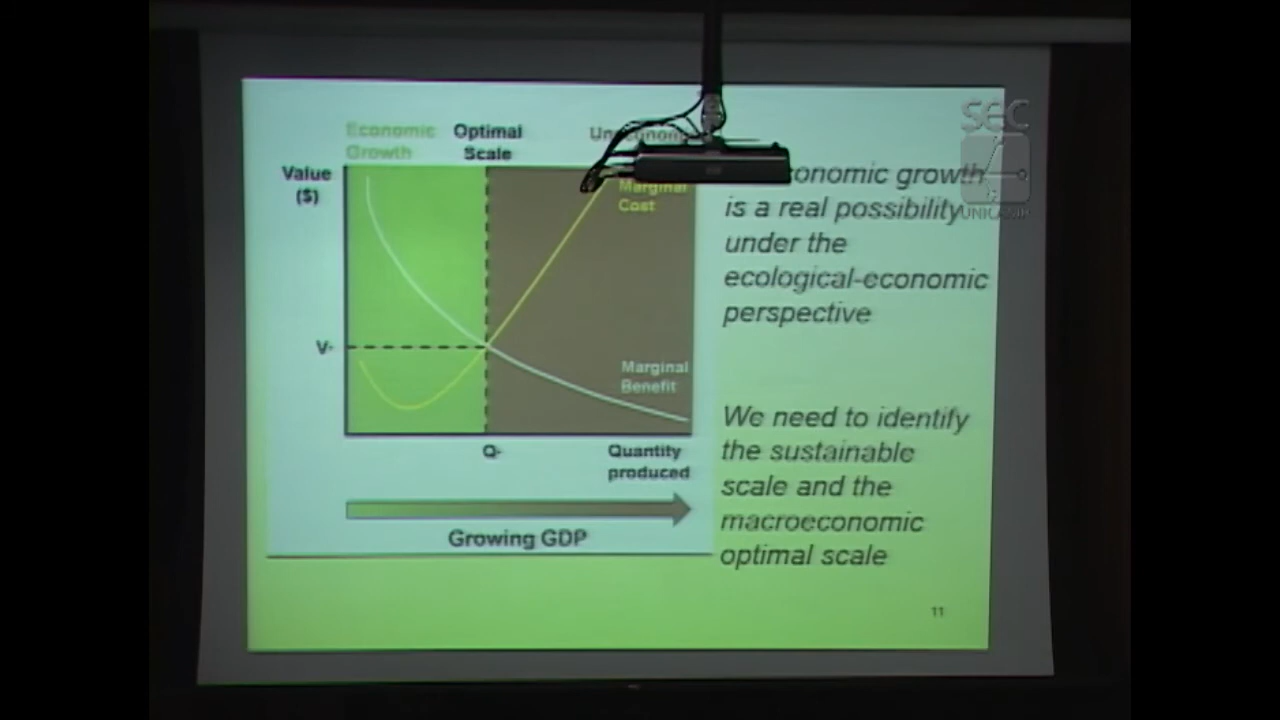 Economic
Growth
Optimal
Scale
Value
($)
Marginal
Cost
V*
Marginal
Benefit
Q*
Quantity
produced
Growing GDP
growth
is a real possibility
under the
ecological-economic
perspective
We need to identify
the sustainable
scale and the
macroeconomic
optimal scale
11
sec
UNICAMP